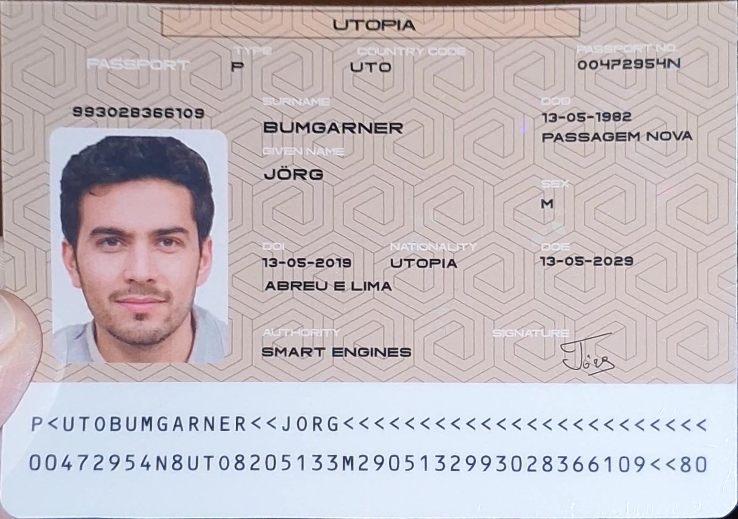 UTOPIA
PASSPORT
TYPE
COUNTRY CODE
PASSPORT NO.
P
UTO
00472954N
993028366109
SURNAME
BUMGARNER
GIVEN NAME
JÖRG
DOB
13-05-1982
PASSAGEM NOVA
SEX
M
DOI
NATIONALITY
DOE
13-05-2019
UTOPIA
13-05-2029
ABREU E LIMA
AUTHORITY
SIGNATURE
SMART ENGINES
Jörg
P<UTOBUMGARNER<<JORG<<<<<<<<<<<<<<<<<<<<<<<<
00472954N8UTO8205133M2905132993028366109<<80